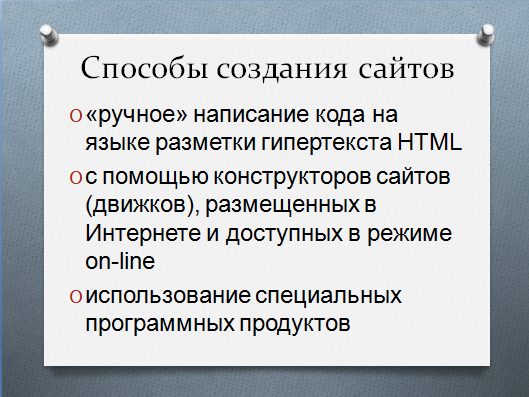 Способы создания сайтов
«ручное» написание кода на
языке разметки гипертекста HTML
с помощью конструкторов сайтов
(движков), размещенных в
Интернете и доступных в режиме
on-line
использование специальных
программных продуктов